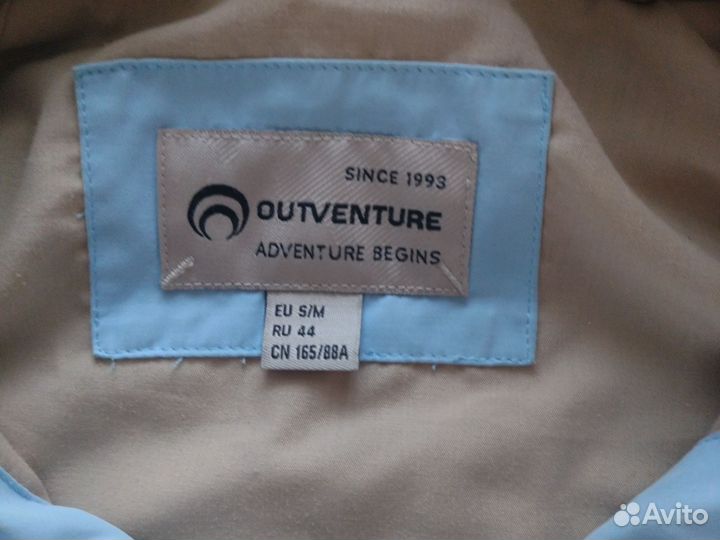 SINCE 1993
OUTVENTURE
ADVENTURE BEGINS
EU S/M
RU 44
CN 165/88A
Avito